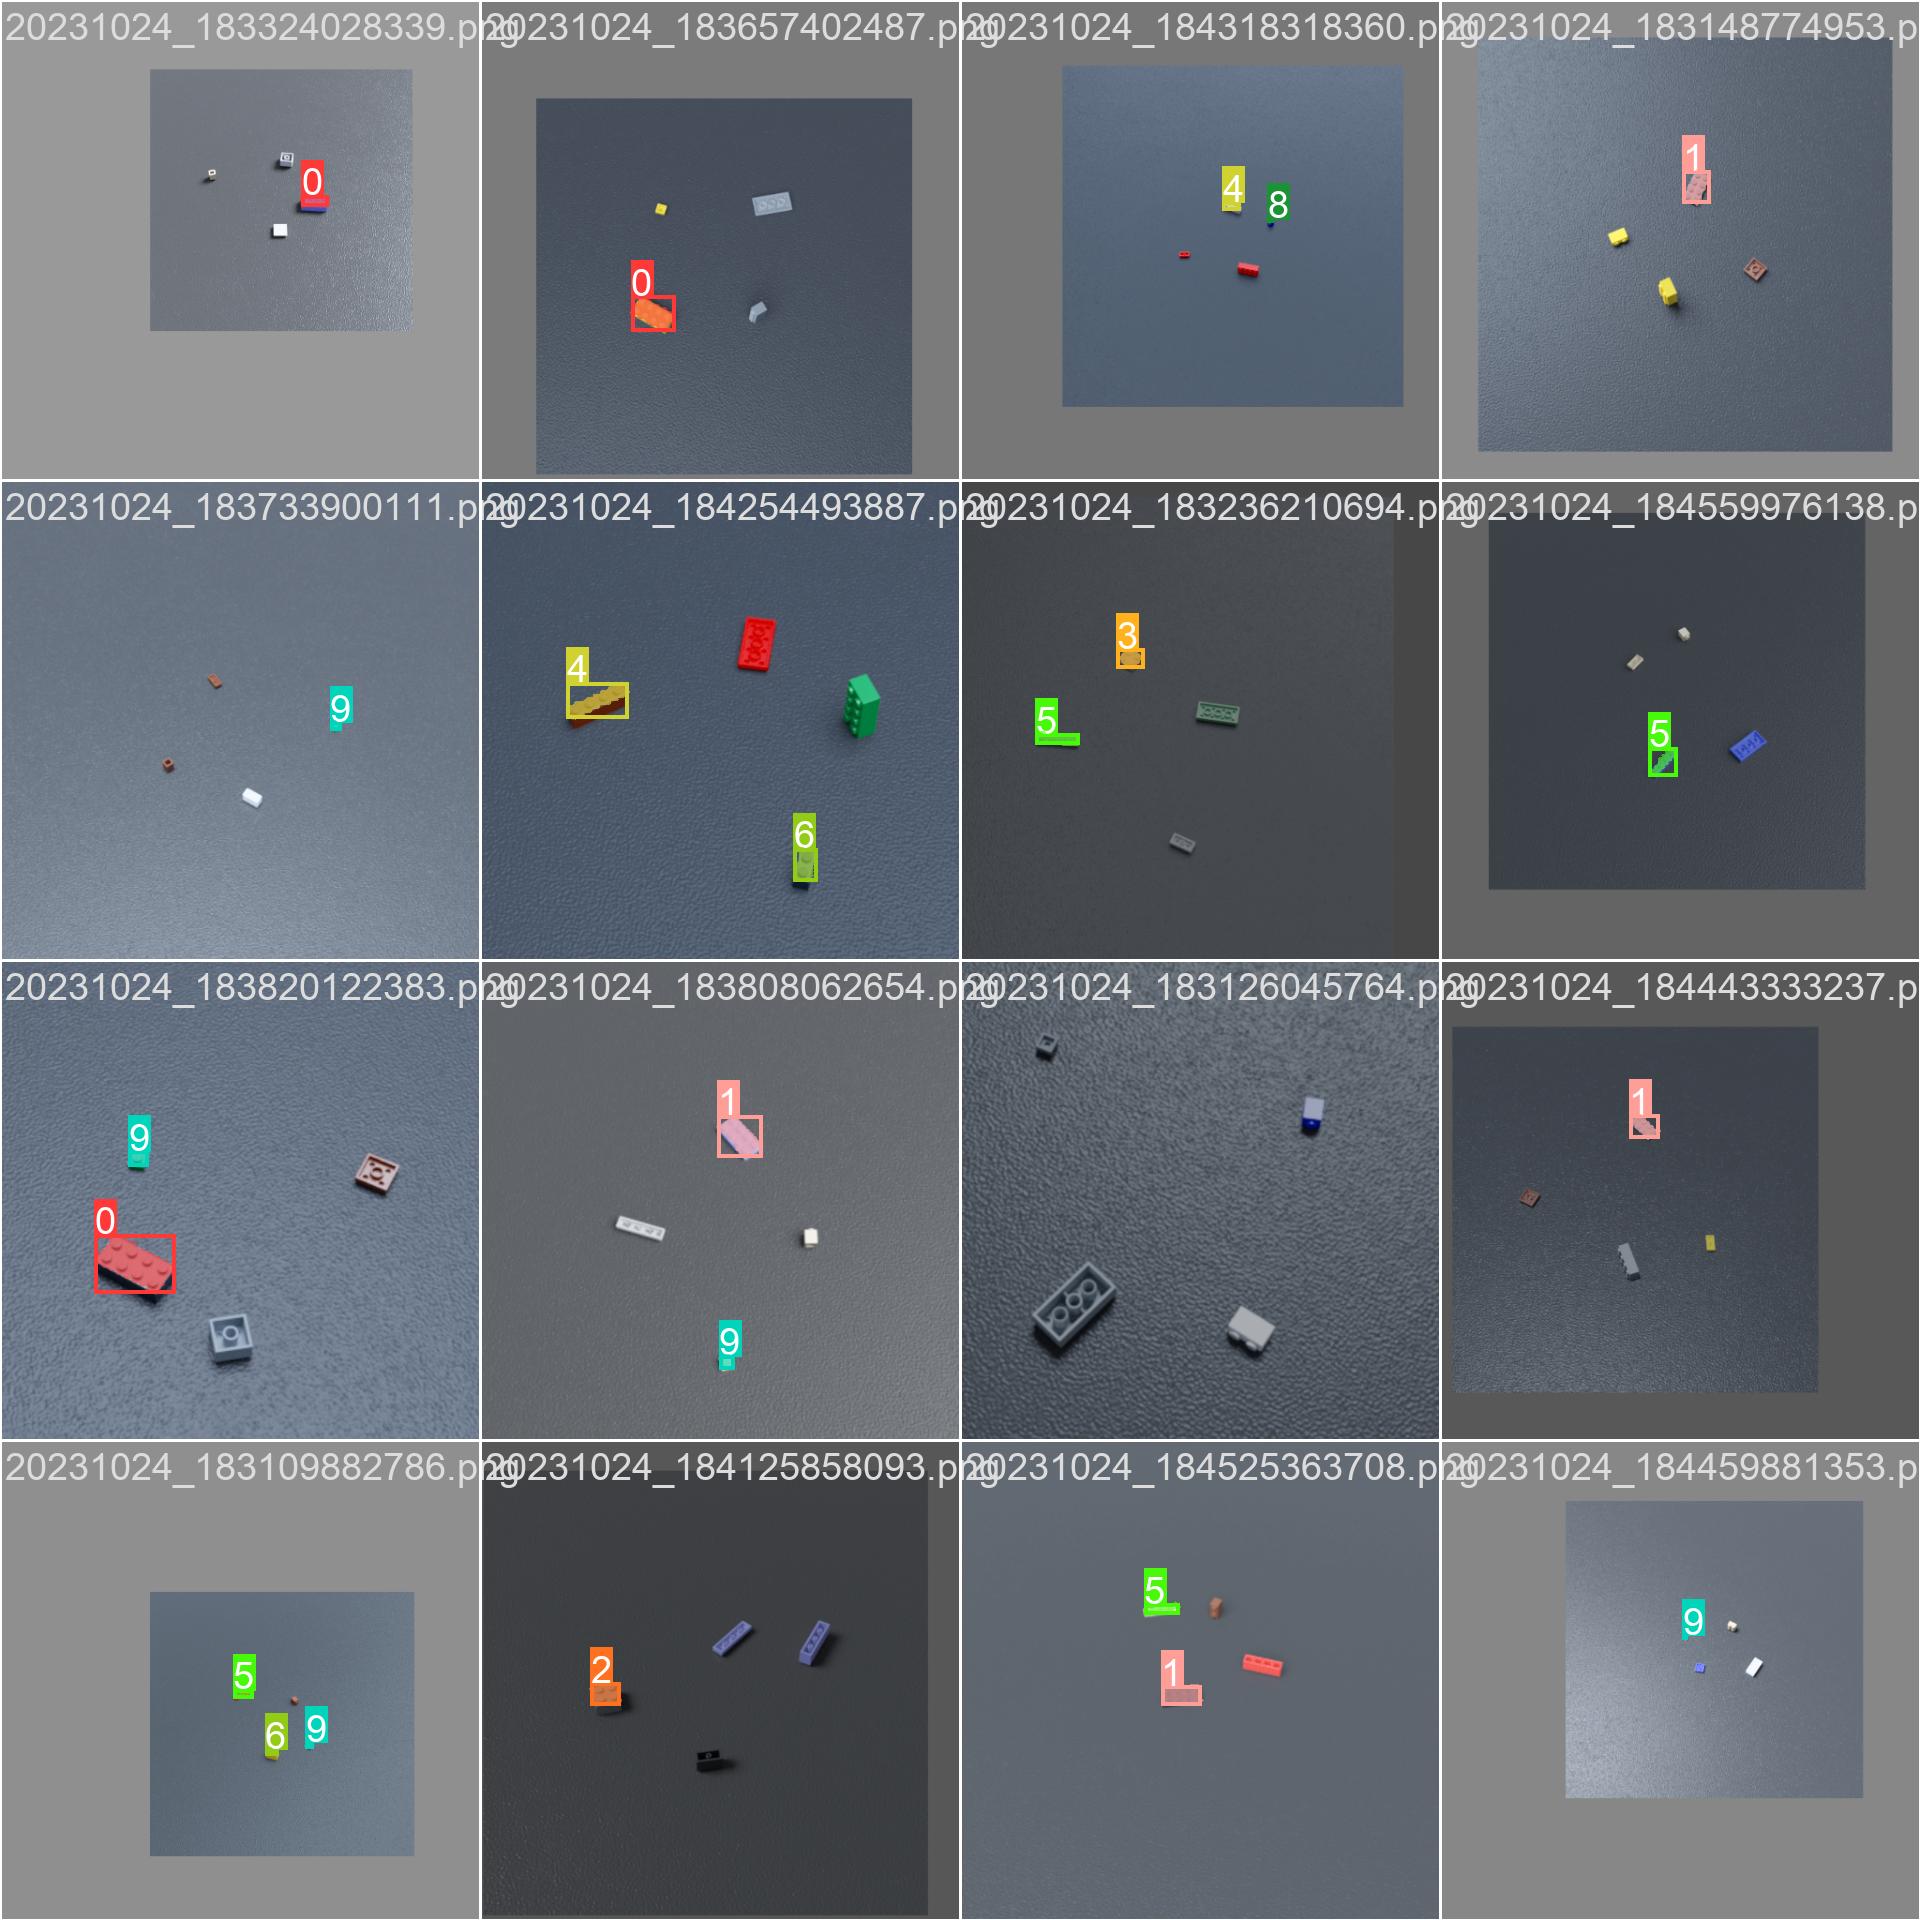 20231024_183324028339.png
20231024_183657402487.png
20231024_184318318360.png
20231024_183148774953.p
0
0
4
8
1
20231024_183733900111.png
20231024_184254493887.png
20231024_183236210694.png
20231024_184559976138.p
9
4
6
3
5
5
20231024_183820122383.png
20231024_183808062654.png
20231024_183126045764.png
20231024_184443333237.p
9
0
1
9
1
20231024_183109882786.png
20231024_184125858093.png
20231024_184525363708.png
20231024_184459881353.p
5
6
9
2
5
1
9